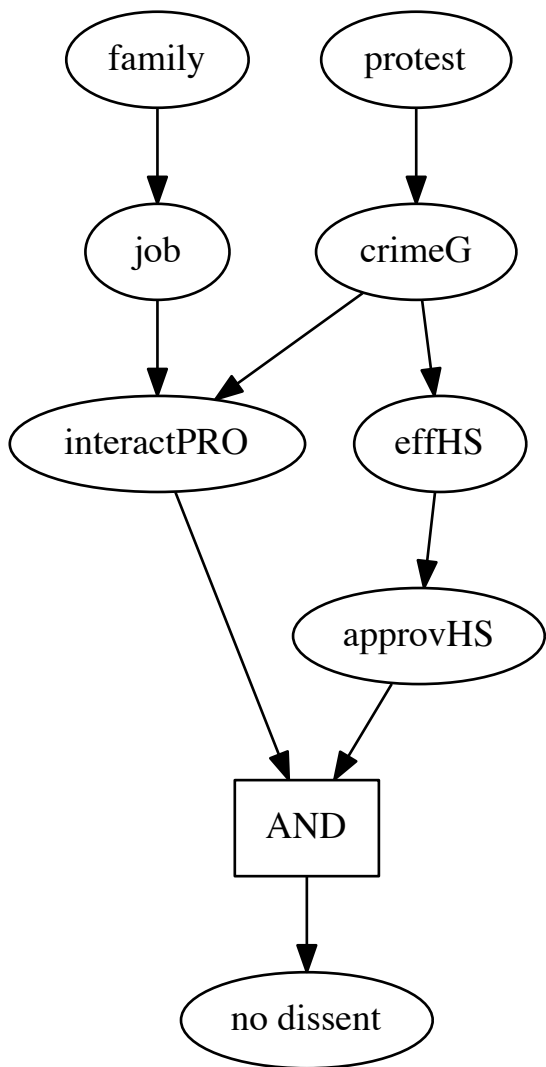 family
protest
job
crimeG
interactPRO
effHS
approvHS
AND
no dissent